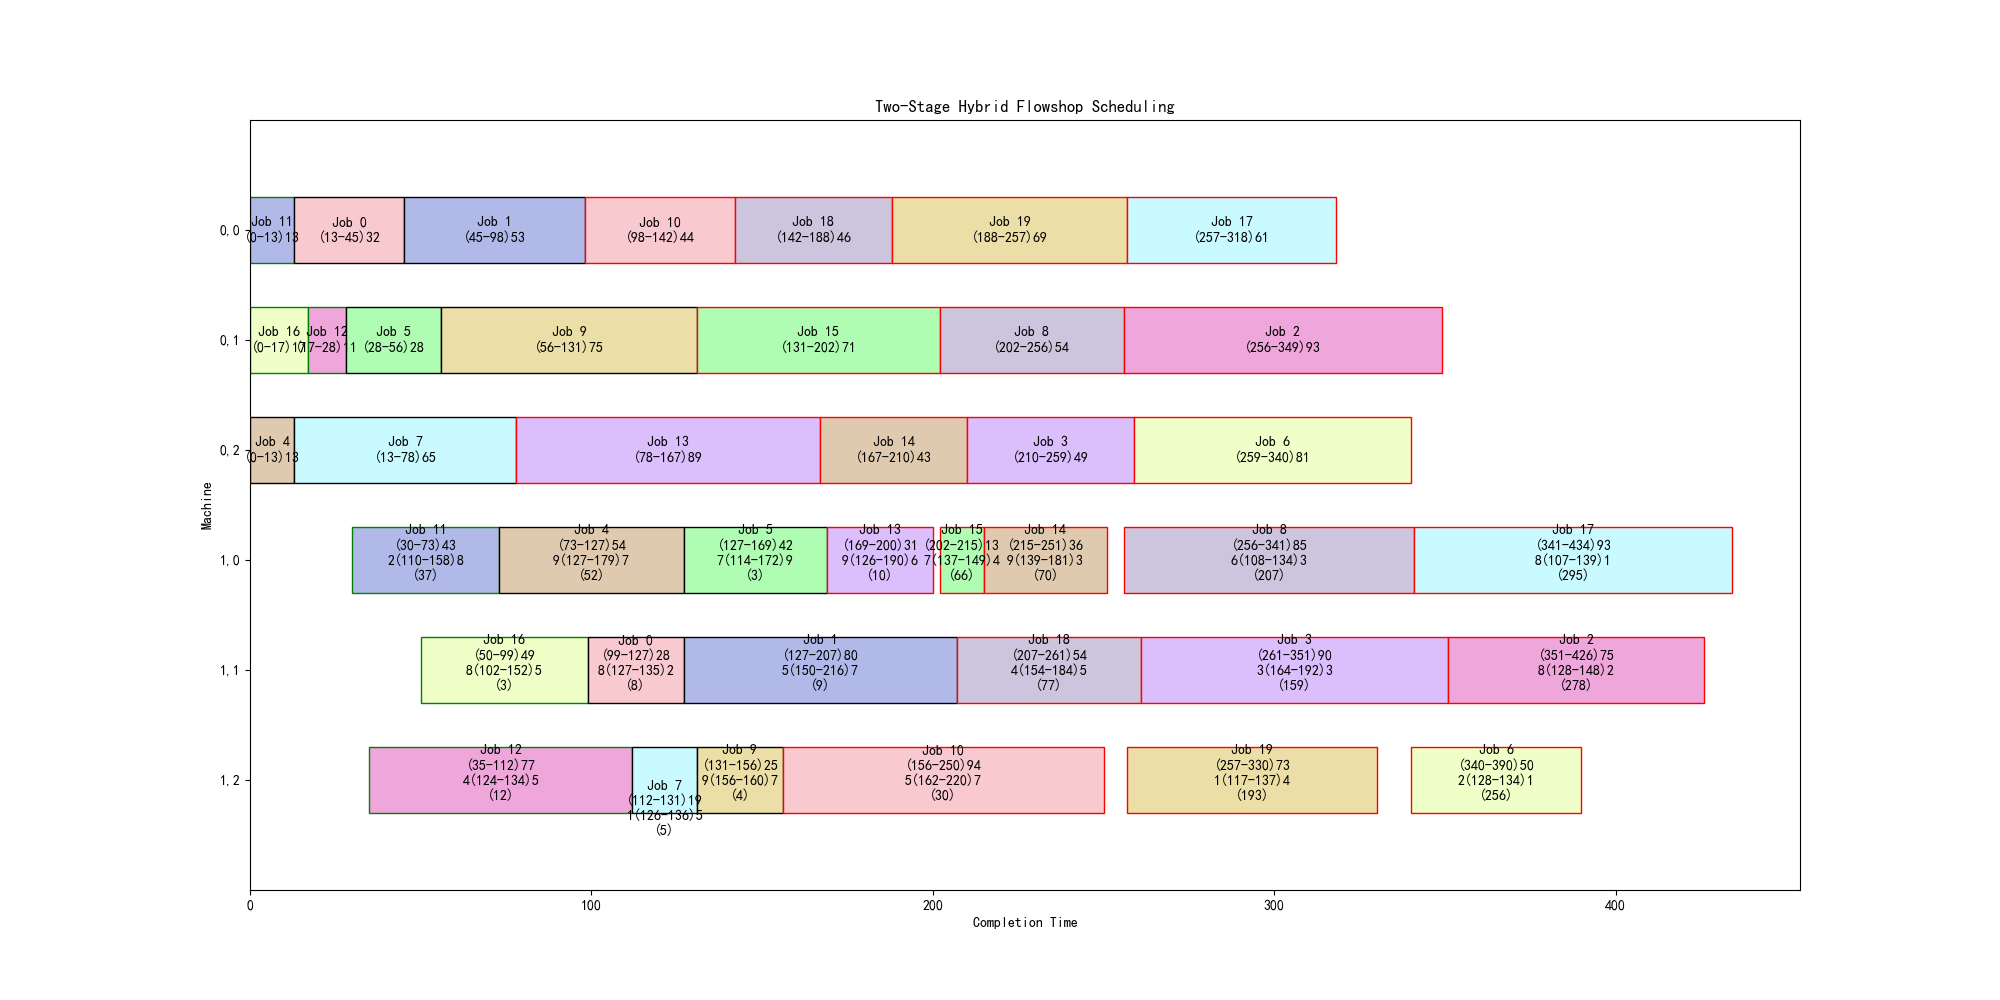 Two-Stage Hybrid Flowshop Scheduling
Machine
0,0
Job 11
(0-13)13
Job 0
(13-45)32
Job 1
(45-98)53
Job 10
(98-142)44
Job 18
(142-188)46
Job 19
(188-257)69
Job 17
(257-318)61
0,1
Job 16
(0-17)17
Job 12
(17-28)11
Job 5
(28-56)28
Job 9
(56-131)75
Job 15
(131-202)71
Job 8
(202-256)54
Job 2
(256-349)93
0,2
Job 4
(0-13)13
Job 7
(13-78)65
Job 13
(78-167)89
Job 14
(167-210)43
Job 3
(210-259)49
Job 6
(259-340)81
1,0
Job 11
(30-73)43
2(110-158)8
(37)
Job 4
(73-127)54
9(127-179)7
(52)
Job 5
(127-169)42
7(114-172)9
(3)
Job 13
(169-200)31
9(126-190)6
(10)
Job 15
(202-215)13
7(137-149)4
(66)
Job 14
(215-251)36
9(139-181)3
(70)
Job 8
(256-341)85
6(108-134)3
(207)
Job 17
(341-434)93
8(107-139)1
(295)
1,1
Job 16
(50-99)49
8(102-152)5
(3)
Job 0
(99-127)28
8(127-135)2
(8)
Job 1
(127-207)80
5(150-216)7
(9)
Job 18
(207-261)54
4(154-184)5
(77)
Job 3
(261-351)90
3(164-192)3
(159)
Job 2
(351-426)75
8(128-148)2
(278)
1,2
Job 12
(35-112)77
4(124-134)5
(12)
Job 7
(112-131)19
1(126-136)5
(5)
Job 9
(131-156)25
9(156-160)7
(4)
Job 10
(156-250)94
5(162-220)7
(30)
Job 19
(257-330)73
1(117-137)4
(193)
Job 6
(340-390)50
2(128-134)1
(256)
0
100
200
300
400
Completion Time